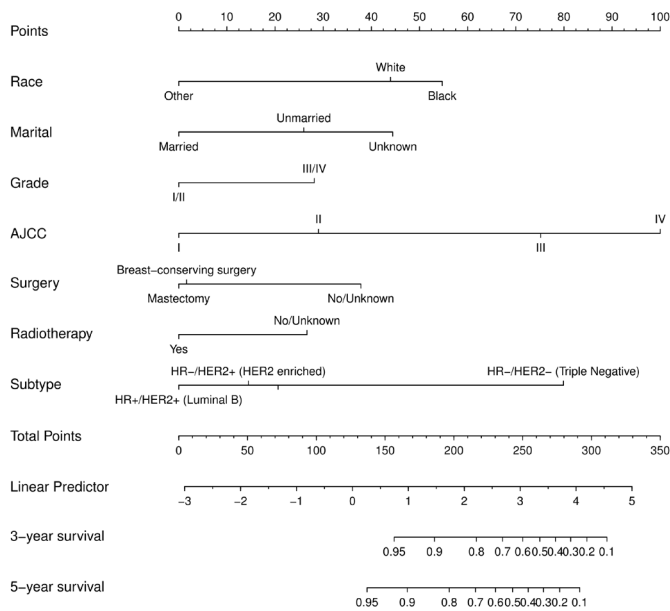 0 10 20 30 40 50 60 70 80 90 100
Points
White
Race
Other Black
Unmarried
Marital
Married Unknown
III/IV
Grade
I/II
II IV
AJCC
I III
Breast−conserving surgery
Surgery
Mastectomy No/Unknown
No/Unknown
Radiotherapy
Yes
HR−/HER2+ (HER2 enriched) HR−/HER2− (Triple Negative)
Subtype
HR+/HER2+ (Luminal B)
Total Points
0 50 100 150 200 250 300 350
Linear Predictor
−3 −2 −1 0 1 2 3 4 5
3−year survival
0.95 0.9 0.8 0.7 0.6 0.5 0.4 0.3 0.2 0.1
5−year survival
0.95 0.9 0.8 0.7 0.6 0.5 0.4 0.3 0.2 0.1